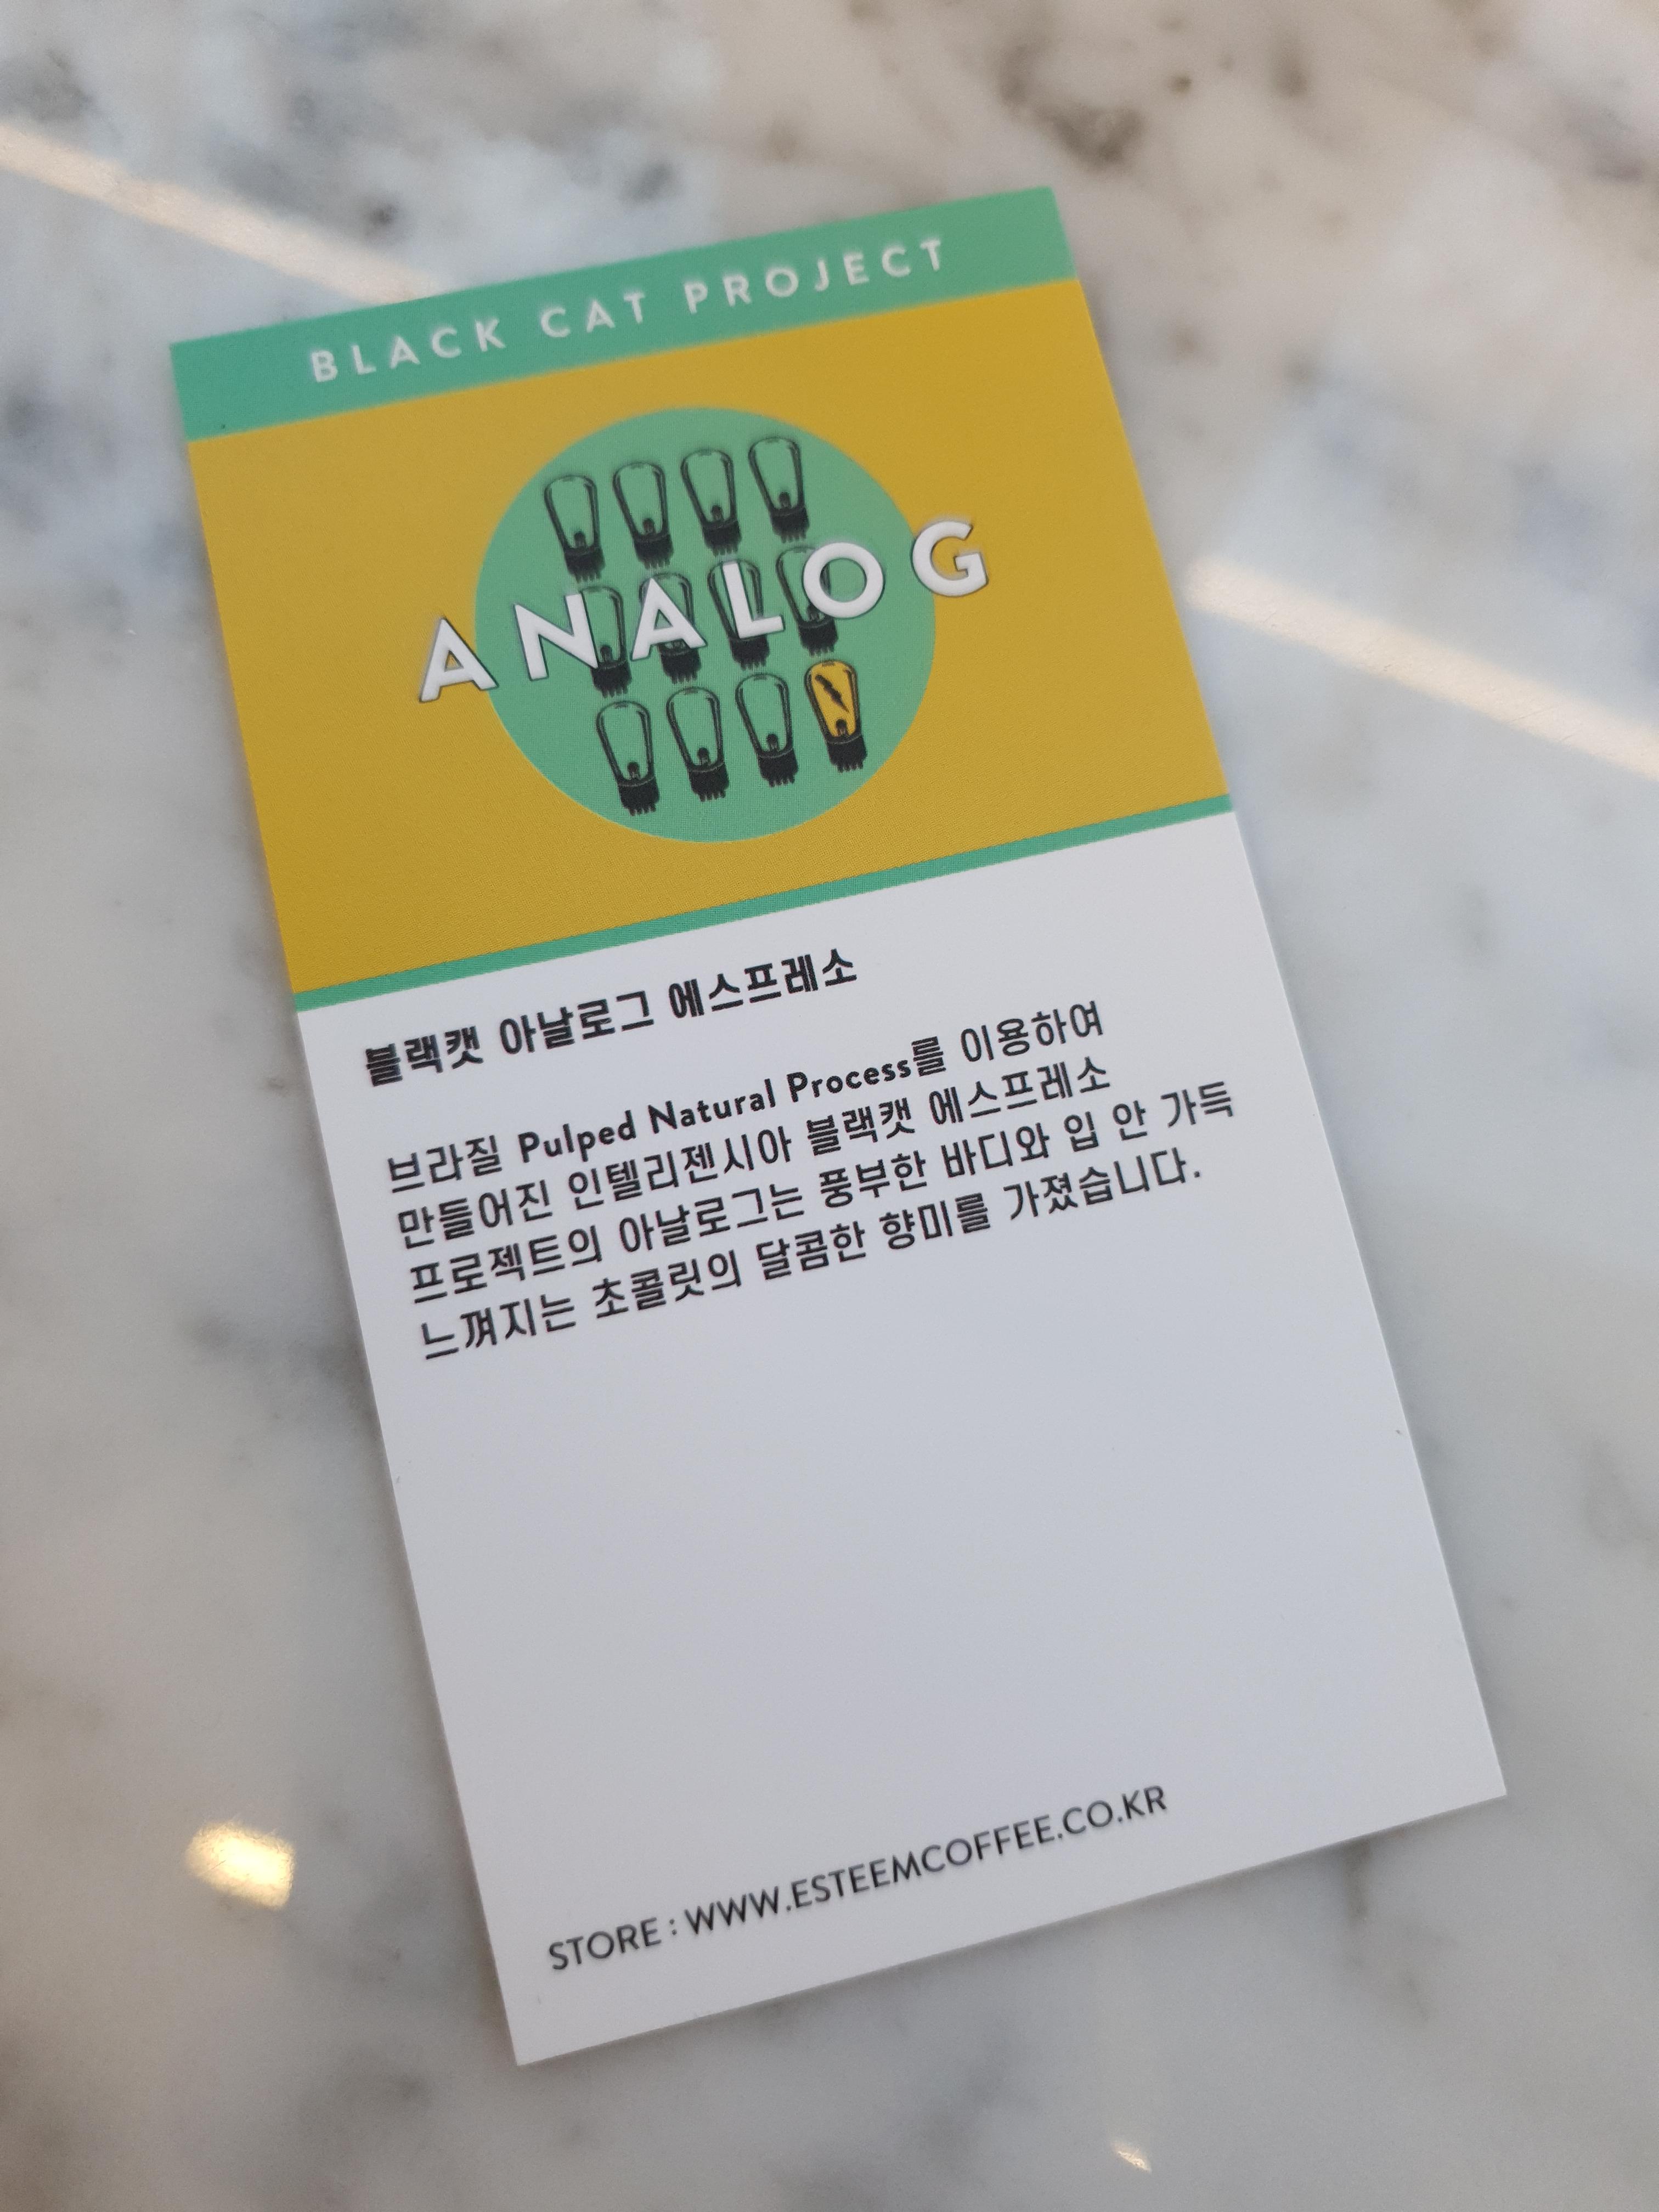 BLACK CAT PROJECT
ANALOG
블랙캣 아날로그 에스프레소
브라질 Pulped Natural Process를 이용하여
만들어진 인텔리젠시아 블랙캣 에스프레소
프로젝트의 아날로그는 풍부한 바디와 입 안 가득
느껴지는 초콜릿의 달콤한 향미를 가졌습니다.
STORE : WWW.ESTEEMCOFFEE.CO.KR